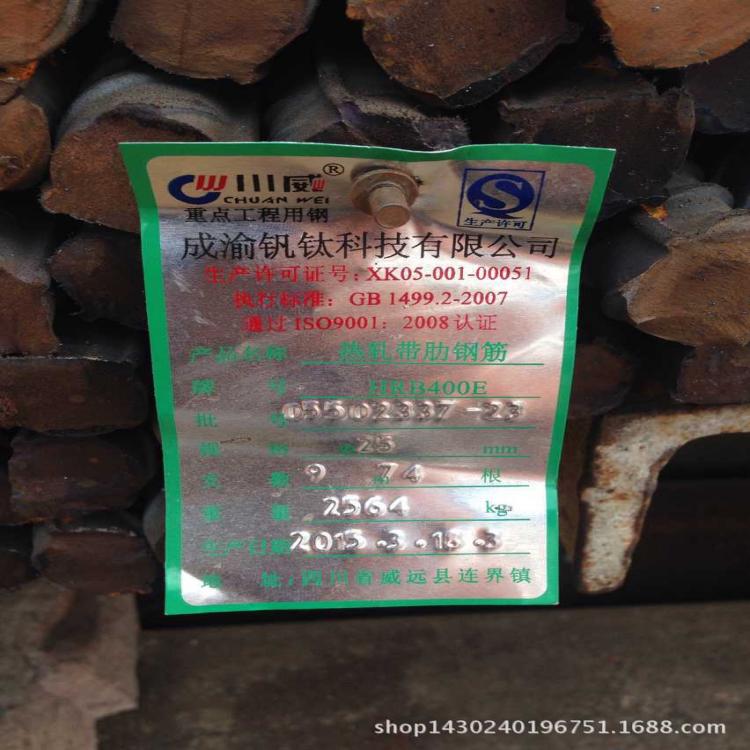 川威®
CHUAN WEI
重点工程用钢
生产许可
成渝钒钛科技有限公司
生产许可证号：XK05-001-00051
执行标准：GB 1499.2-2007
通过ISO9001：2008认证
产品名称 热轧带肋钢筋
牌 号 HRB400E
批 号 05502337-23
规 格 25 mm
支 数 9 74 根
重 量 2564 kg
生产日期 2015.3.
地 址：四川省威远县连界镇
shop1430240196751.1688.com